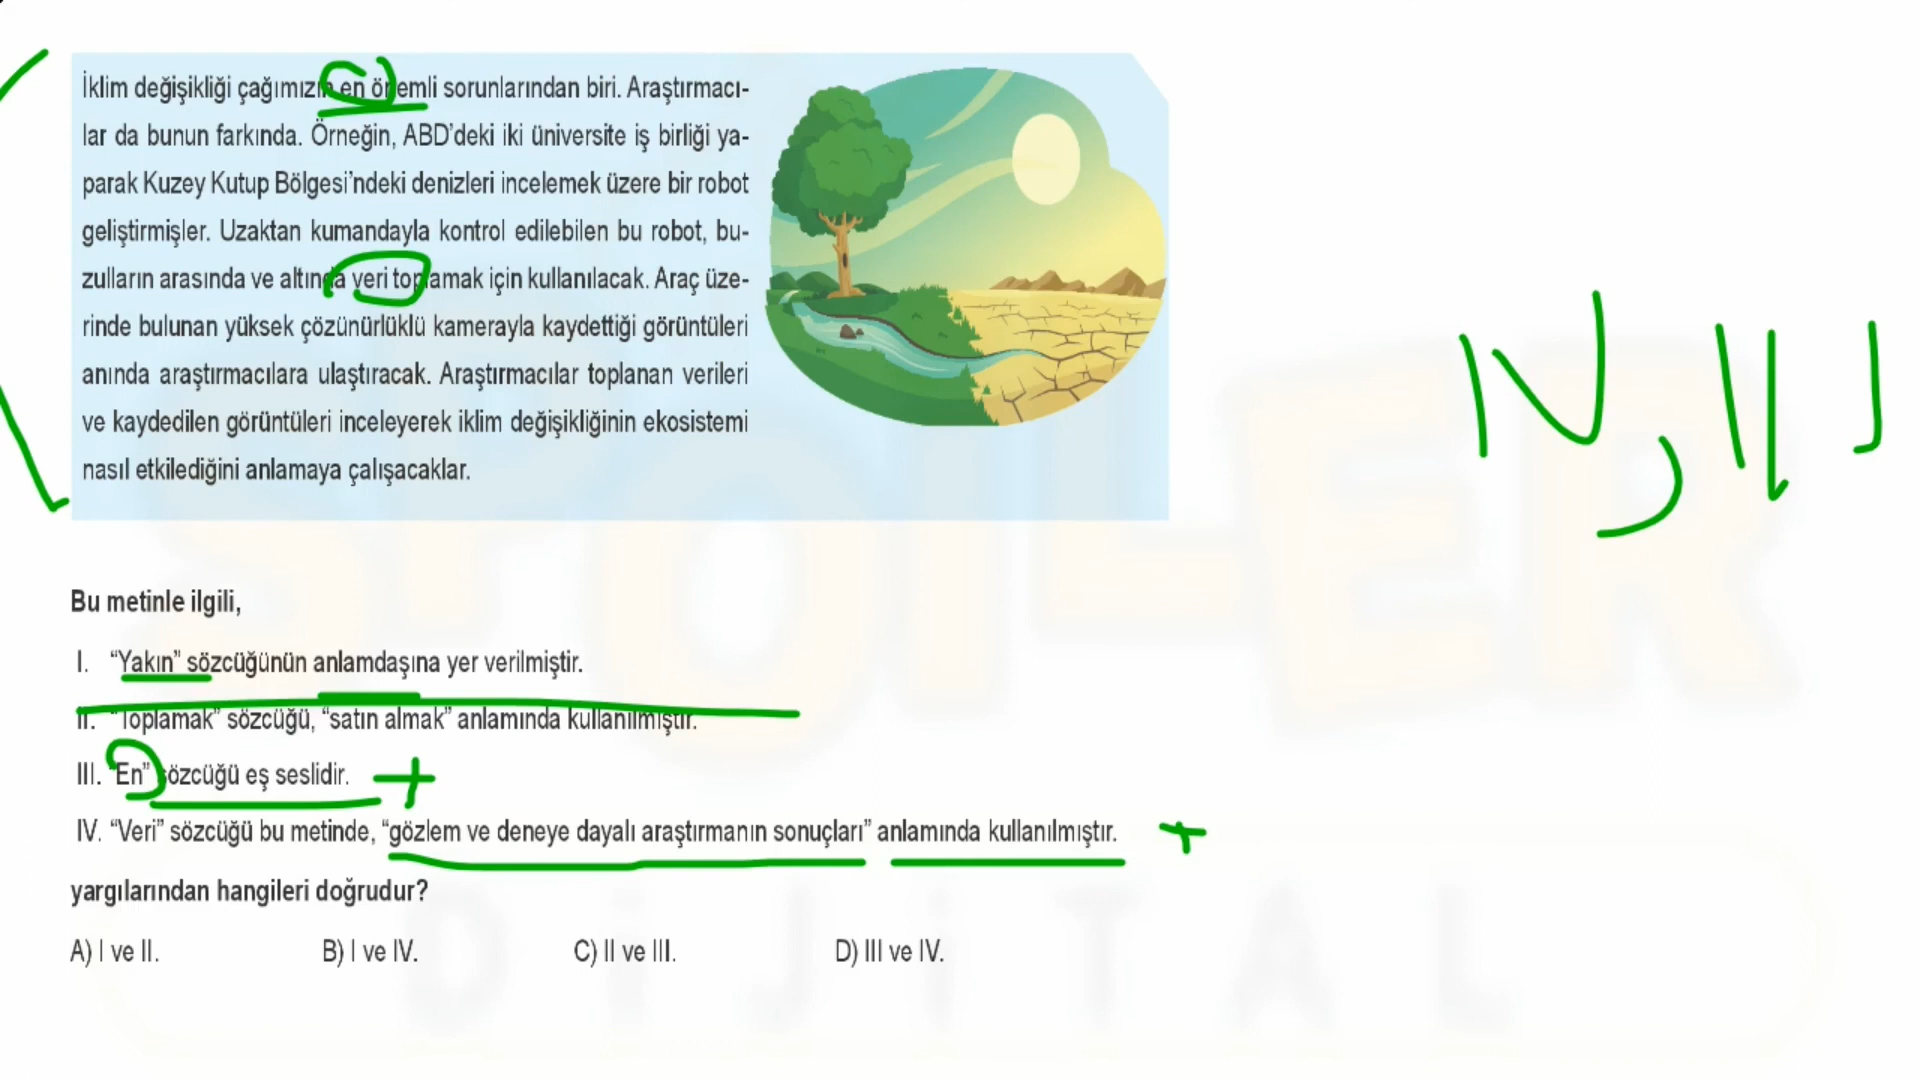 İklim değişikliği çağımızın en önemli sorunlarından biri. Araştırmacı-
lar da bunun farkında. Örneğin, ABD'deki iki üniversite iş birliği ya-
parak Kuzey Kutup Bölgesi'ndeki denizleri incelemek üzere bir robot
geliştirmişler. Uzaktan kumandayla kontrol edilebilen bu robot, bu-
zulların arasında ve altında veri toplamak için kullanılacak. Araç üze-
rinde bulunan yüksek çözünürlüklü kamerayla kaydettiği görüntüleri
anında araştırmacılara ulaştıracak. Araştırmacılar toplanan verileri
ve kaydedilen görüntüleri inceleyerek iklim değişikliğinin ekosistemi
nasıl etkilediğini anlamaya çalışacaklar.
Bu metinle ilgili,
I. “Yakın” sözcüğünün anlamdaşına yer verilmiştir.
II. “Toplamak” sözcüğü, “satın almak” anlamında kullanılmıştır.
III. “En” sözcüğü eş seslidir.
IV. “Veri” sözcüğü bu metinde, “gözlem ve deneye dayalı araştırmanın sonuçları” anlamında kullanılmıştır.
yargılarından hangileri doğrudur?
A) I ve II. B) I ve IV. C) II ve III. D) III ve IV.
SPOILER
DİJİTAL